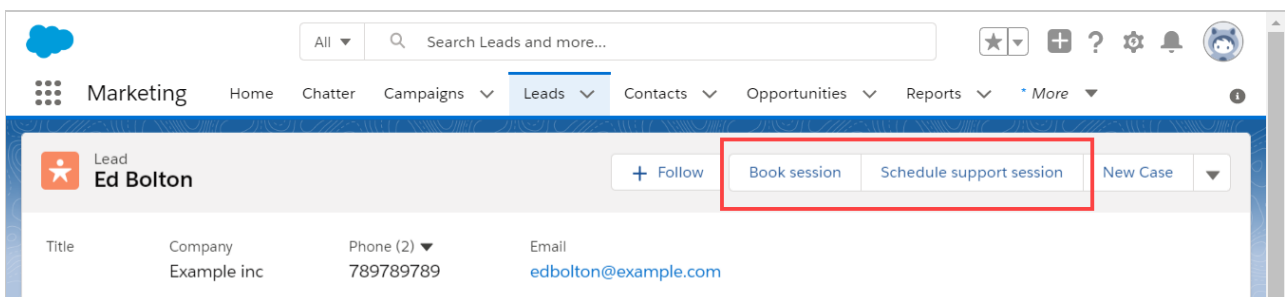 All Search Leads and more...
Marketing Home Chatter Campaigns Leads Contacts Opportunities Reports * More
Lead
Ed Bolton
+ Follow Book session Schedule support session New Case
Title Company Phone (2) Email
Example inc 789789789 edbolton@example.com